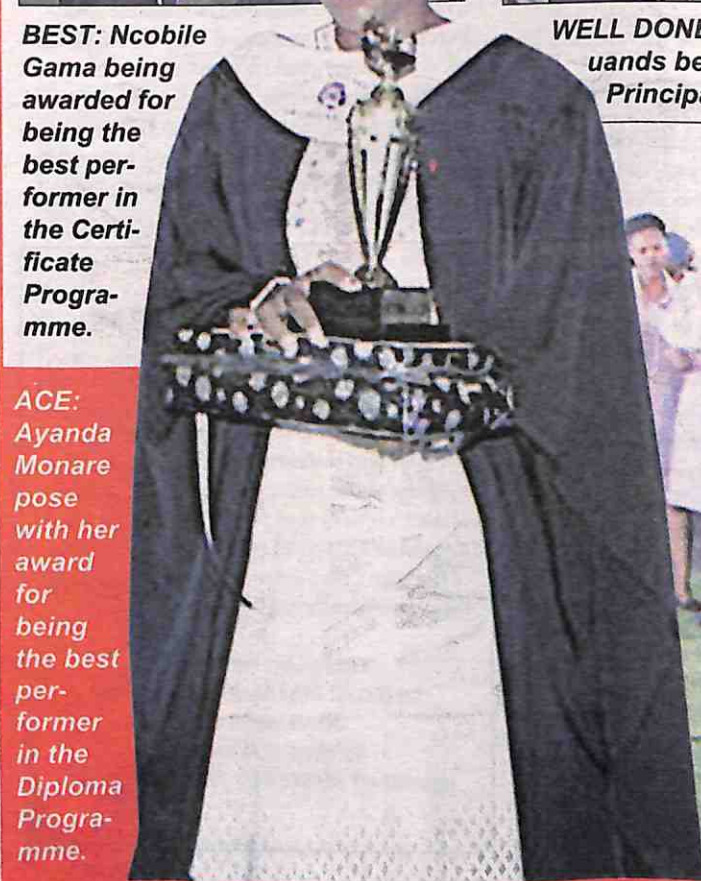 BEST: Ncobile
Gama being
awarded for
being the
best per-
former in
the Certi-
ficate
Progra-
mme.
WELL DONE
uands be
Principa
ACE:
Ayanda
Monare
pose
with her
award
for
being
the best
per-
former
in the
Diploma
Progra-
mme.